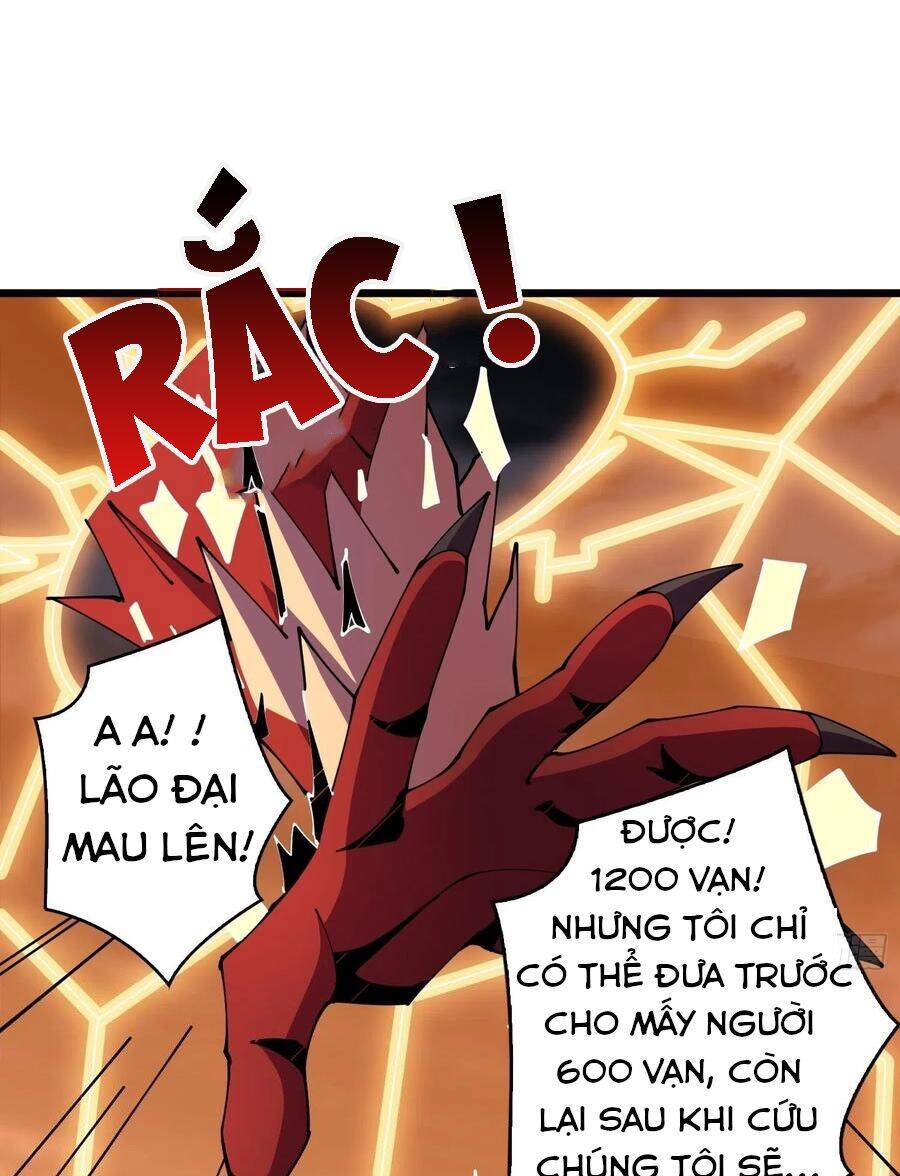 RẮC!
A A! !
LÃO ĐẠI
MAU LÊN!
ĐƯỢC!
1200 VẠN!
NHƯNG TÔI CHỈ
CÓ THỂ ĐƯA TRƯỚC
CHO MẤY NGƯỜI
600 VẠN, CÒN
LẠI SAU KHI CỨU
CHÚNG TÔI SẼ...